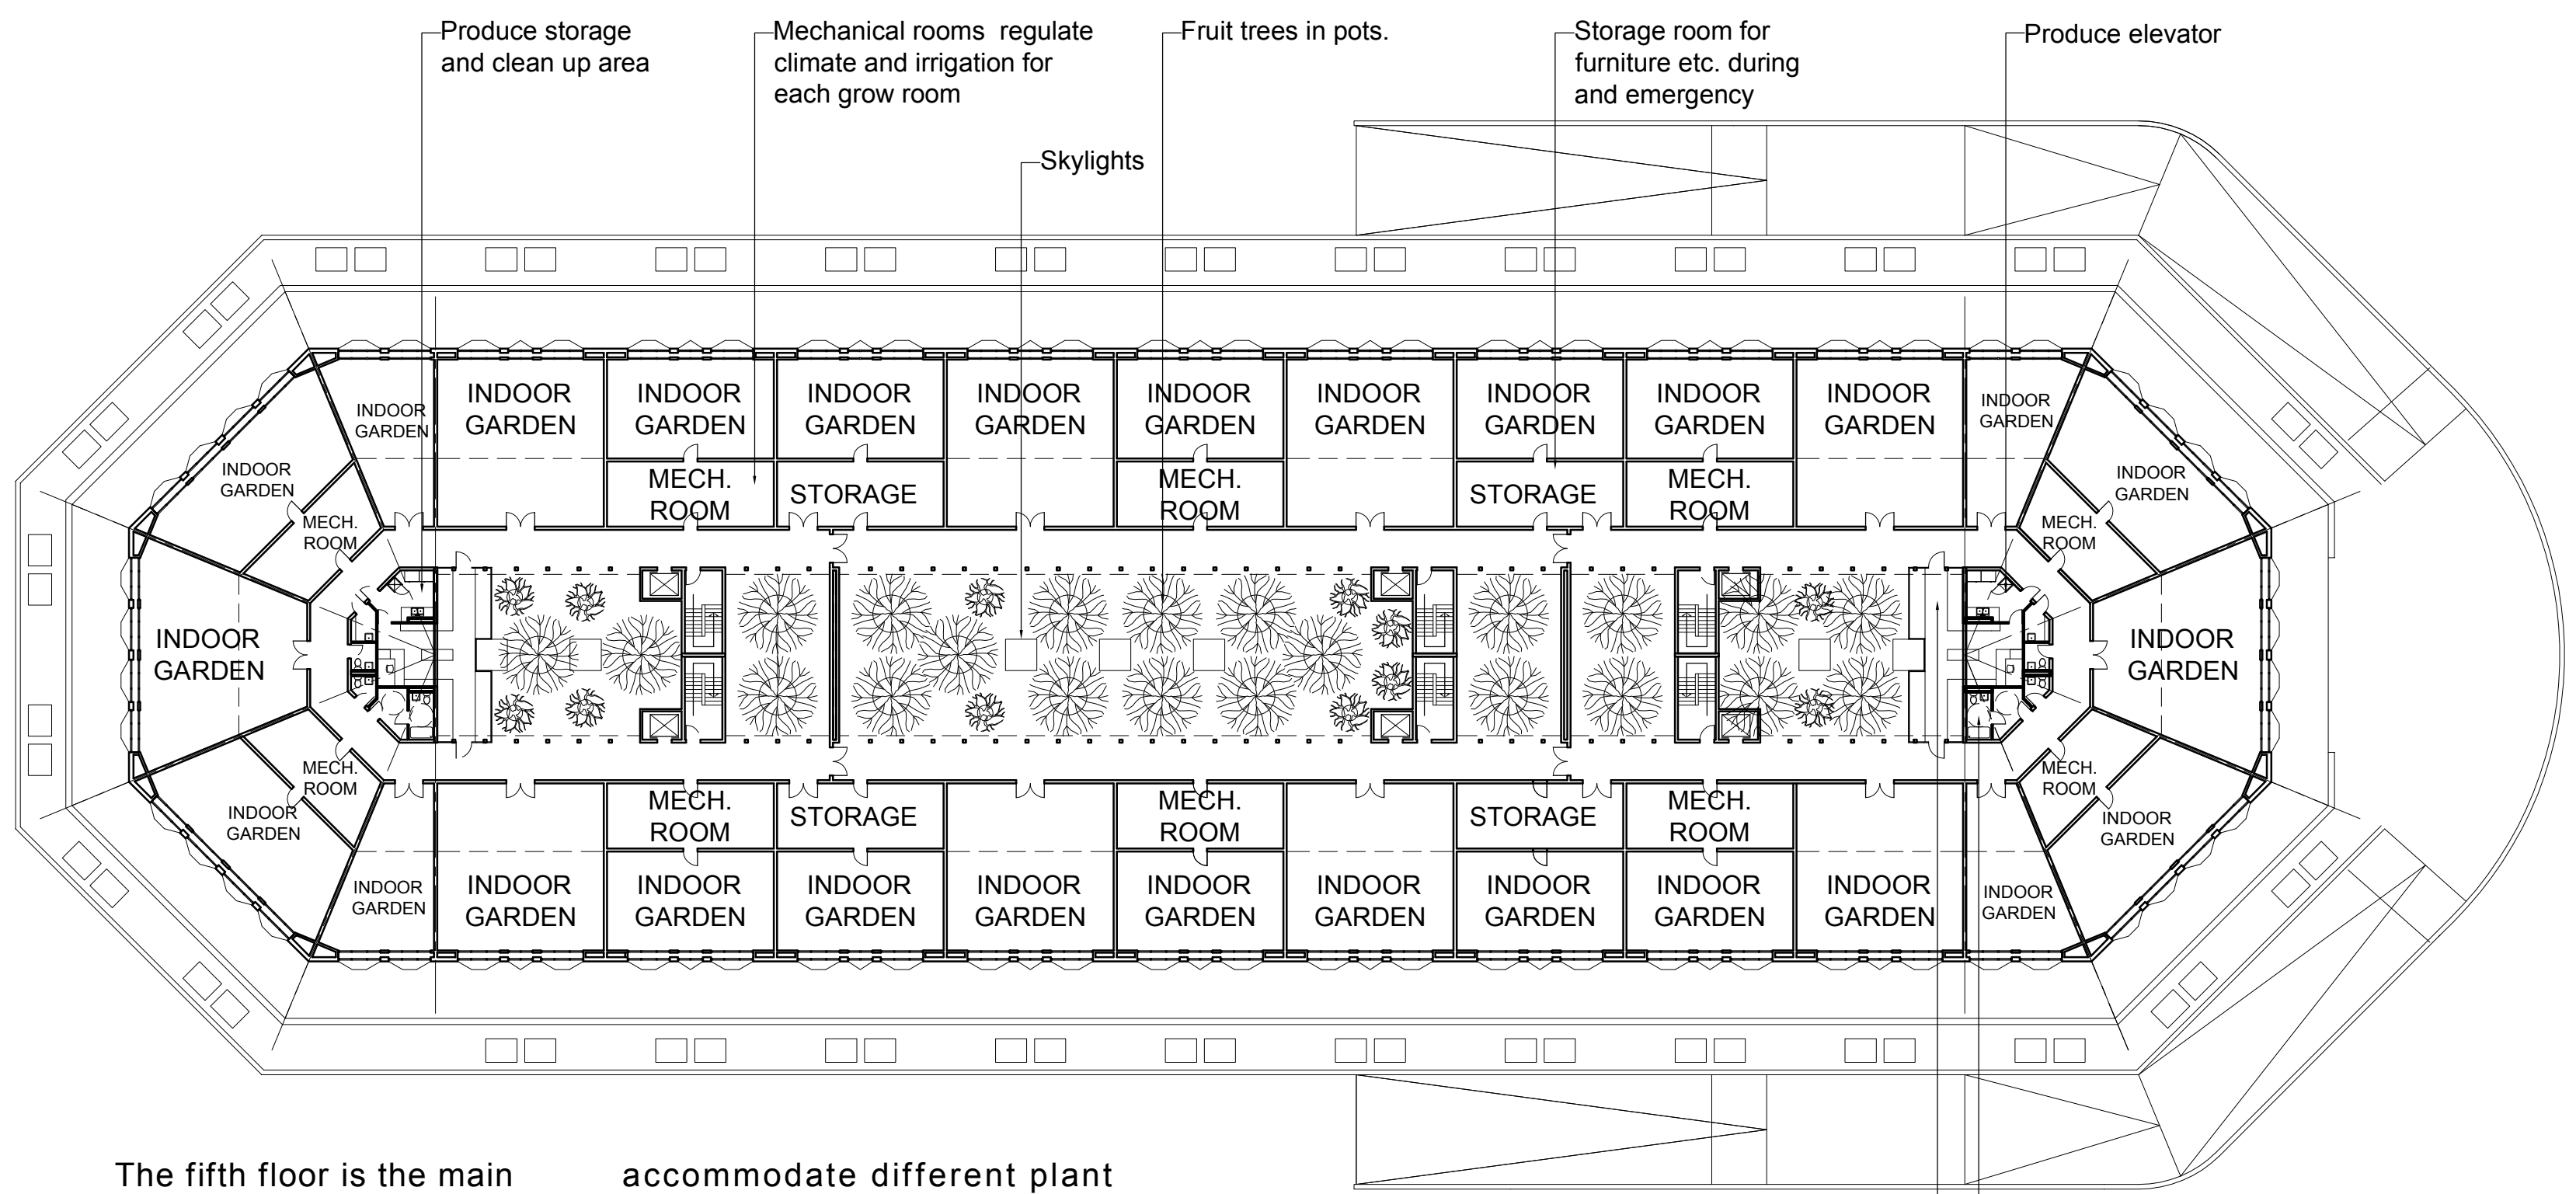 Produce storage
and clean up area
Mechanical rooms  regulate
climate and irrigation for
each grow room
Fruit trees in pots.
Storage room for
furniture etc. during
and emergency
Produce elevator
Skylights
INDOOR
GARDEN
INDOOR
GARDEN
INDOOR
GARDEN
INDOOR
GARDEN
INDOOR
GARDEN
INDOOR
GARDEN
INDOOR
GARDEN
INDOOR
GARDEN
INDOOR
GARDEN
INDOOR
GARDEN
INDOOR
GARDEN
INDOOR
GARDEN
INDOOR
GARDEN
MECH.
ROOM
STORAGE
MECH.
ROOM
STORAGE
MECH.
ROOM
MECH.
ROOM
MECH.
ROOM
INDOOR
GARDEN
INDOOR
GARDEN
MECH.
ROOM
MECH.
ROOM
STORAGE
MECH.
ROOM
STORAGE
MECH.
ROOM
MECH.
ROOM
INDOOR
GARDEN
INDOOR
GARDEN
INDOOR
GARDEN
INDOOR
GARDEN
INDOOR
GARDEN
INDOOR
GARDEN
INDOOR
GARDEN
INDOOR
GARDEN
INDOOR
GARDEN
INDOOR
GARDEN
INDOOR
GARDEN
INDOOR
GARDEN
INDOOR
GARDEN
The fifth floor is the main
accommodate different plant